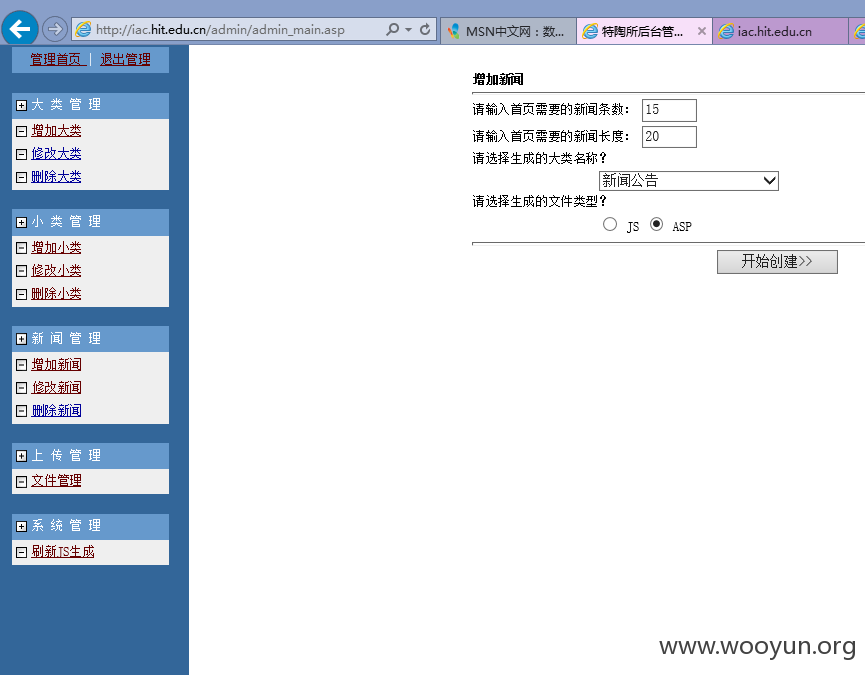 http://iac.hit.edu.cn/admin/admin_main.asp
MSN中文网：数...
特陶所后台管...
iac.hit.edu.cn
管理首页 | 退出管理
大 类 管 理
增加大类
修改大类
删除大类
小 类 管 理
增加小类
修改小类
删除小类
新 闻 管 理
增加新闻
修改新闻
删除新闻
上 传 管 理
文件管理
系 统 管 理
刷新JS生成
增加新闻
请输入首页需要的新闻条数： 15
请输入首页需要的新闻长度： 20
请选择生成的大类名称？
新闻公告
请选择生成的文件类型？
JS ASP
开始创建>>
www.wooyun.org